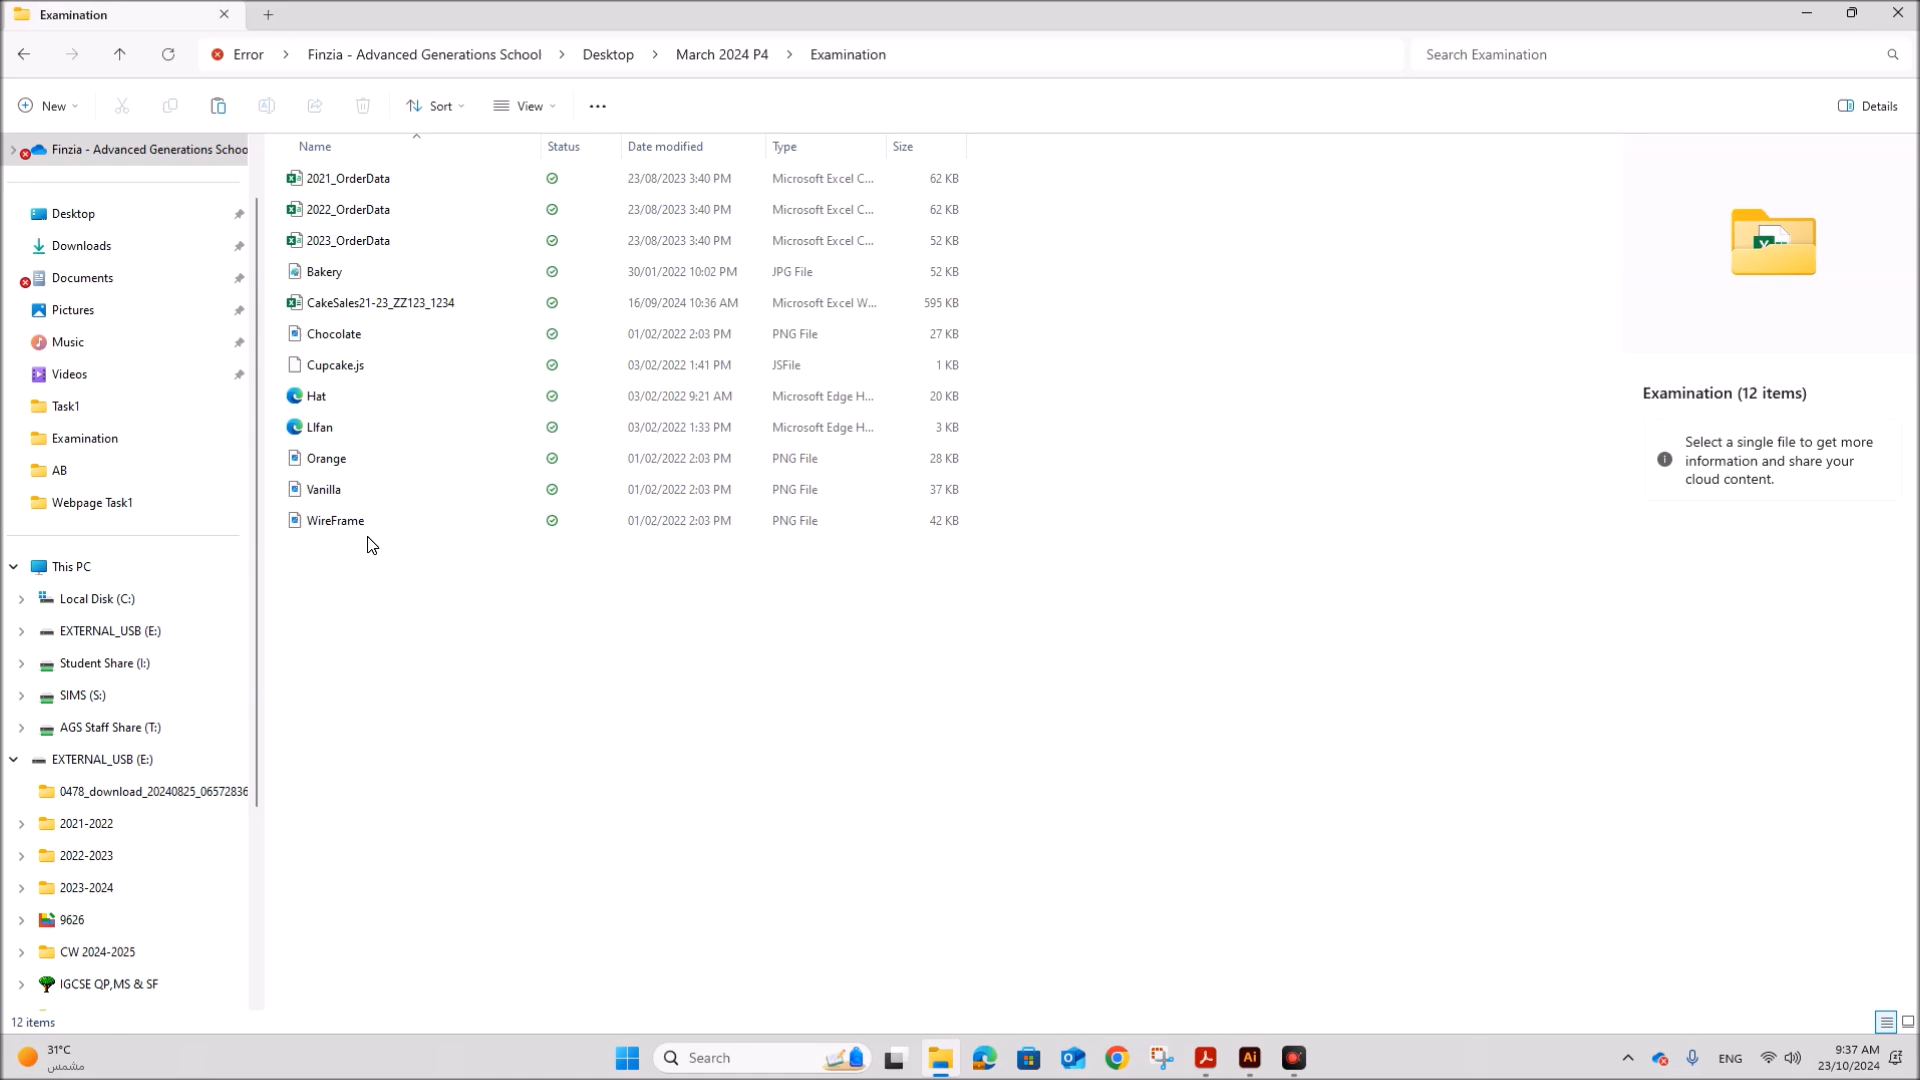 Examination
Error > Finzia - Advanced Generations School > Desktop > March 2024 P4 > Examination
Search Examination
New
Sort
View
Details
Finzia - Advanced Generations Schoo
Desktop
Downloads
Documents
Pictures
Music
Videos
Task1
Examination
AB
Webpage Task1
This PC
Local Disk (C:)
EXTERNAL_USB (E:)
Student Share (I:)
SIMS (S:)
AGS Staff Share (T:)
EXTERNAL_USB (E:)
0478_download_20240825_06572836
2021-2022
2022-2023
2023-2024
9626
CW 2024-2025
IGCSE QP,MS & SF
Name Status Date modified Type Size
2021_OrderData 23/08/2023 3:40 PM Microsoft Excel C... 62 KB
2022_OrderData 23/08/2023 3:40 PM Microsoft Excel C... 62 KB
2023_OrderData 23/08/2023 3:40 PM Microsoft Excel C... 52 KB
Bakery 30/01/2022 10:02 PM JPG File 52 KB
CakeSales21-23_ZZ123_1234 16/09/2024 10:36 AM Microsoft Excel W... 595 KB
Chocolate 01/02/2022 2:03 PM PNG File 27 KB
Cupcake.js 03/02/2022 1:41 PM JSFile 1 KB
Hat 03/02/2022 9:21 AM Microsoft Edge H... 20 KB
LIfan 03/02/2022 1:33 PM Microsoft Edge H... 3 KB
Orange 01/02/2022 2:03 PM PNG File 28 KB
Vanilla 01/02/2022 2:03 PM PNG File 37 KB
WireFrame 01/02/2022 2:03 PM PNG File 42 KB
Examination (12 items)
Select a single file to get more
information and share your
cloud content.
12 items
31°C
مشمس
Search
Ai
ENG
9:37 AM
23/10/2024